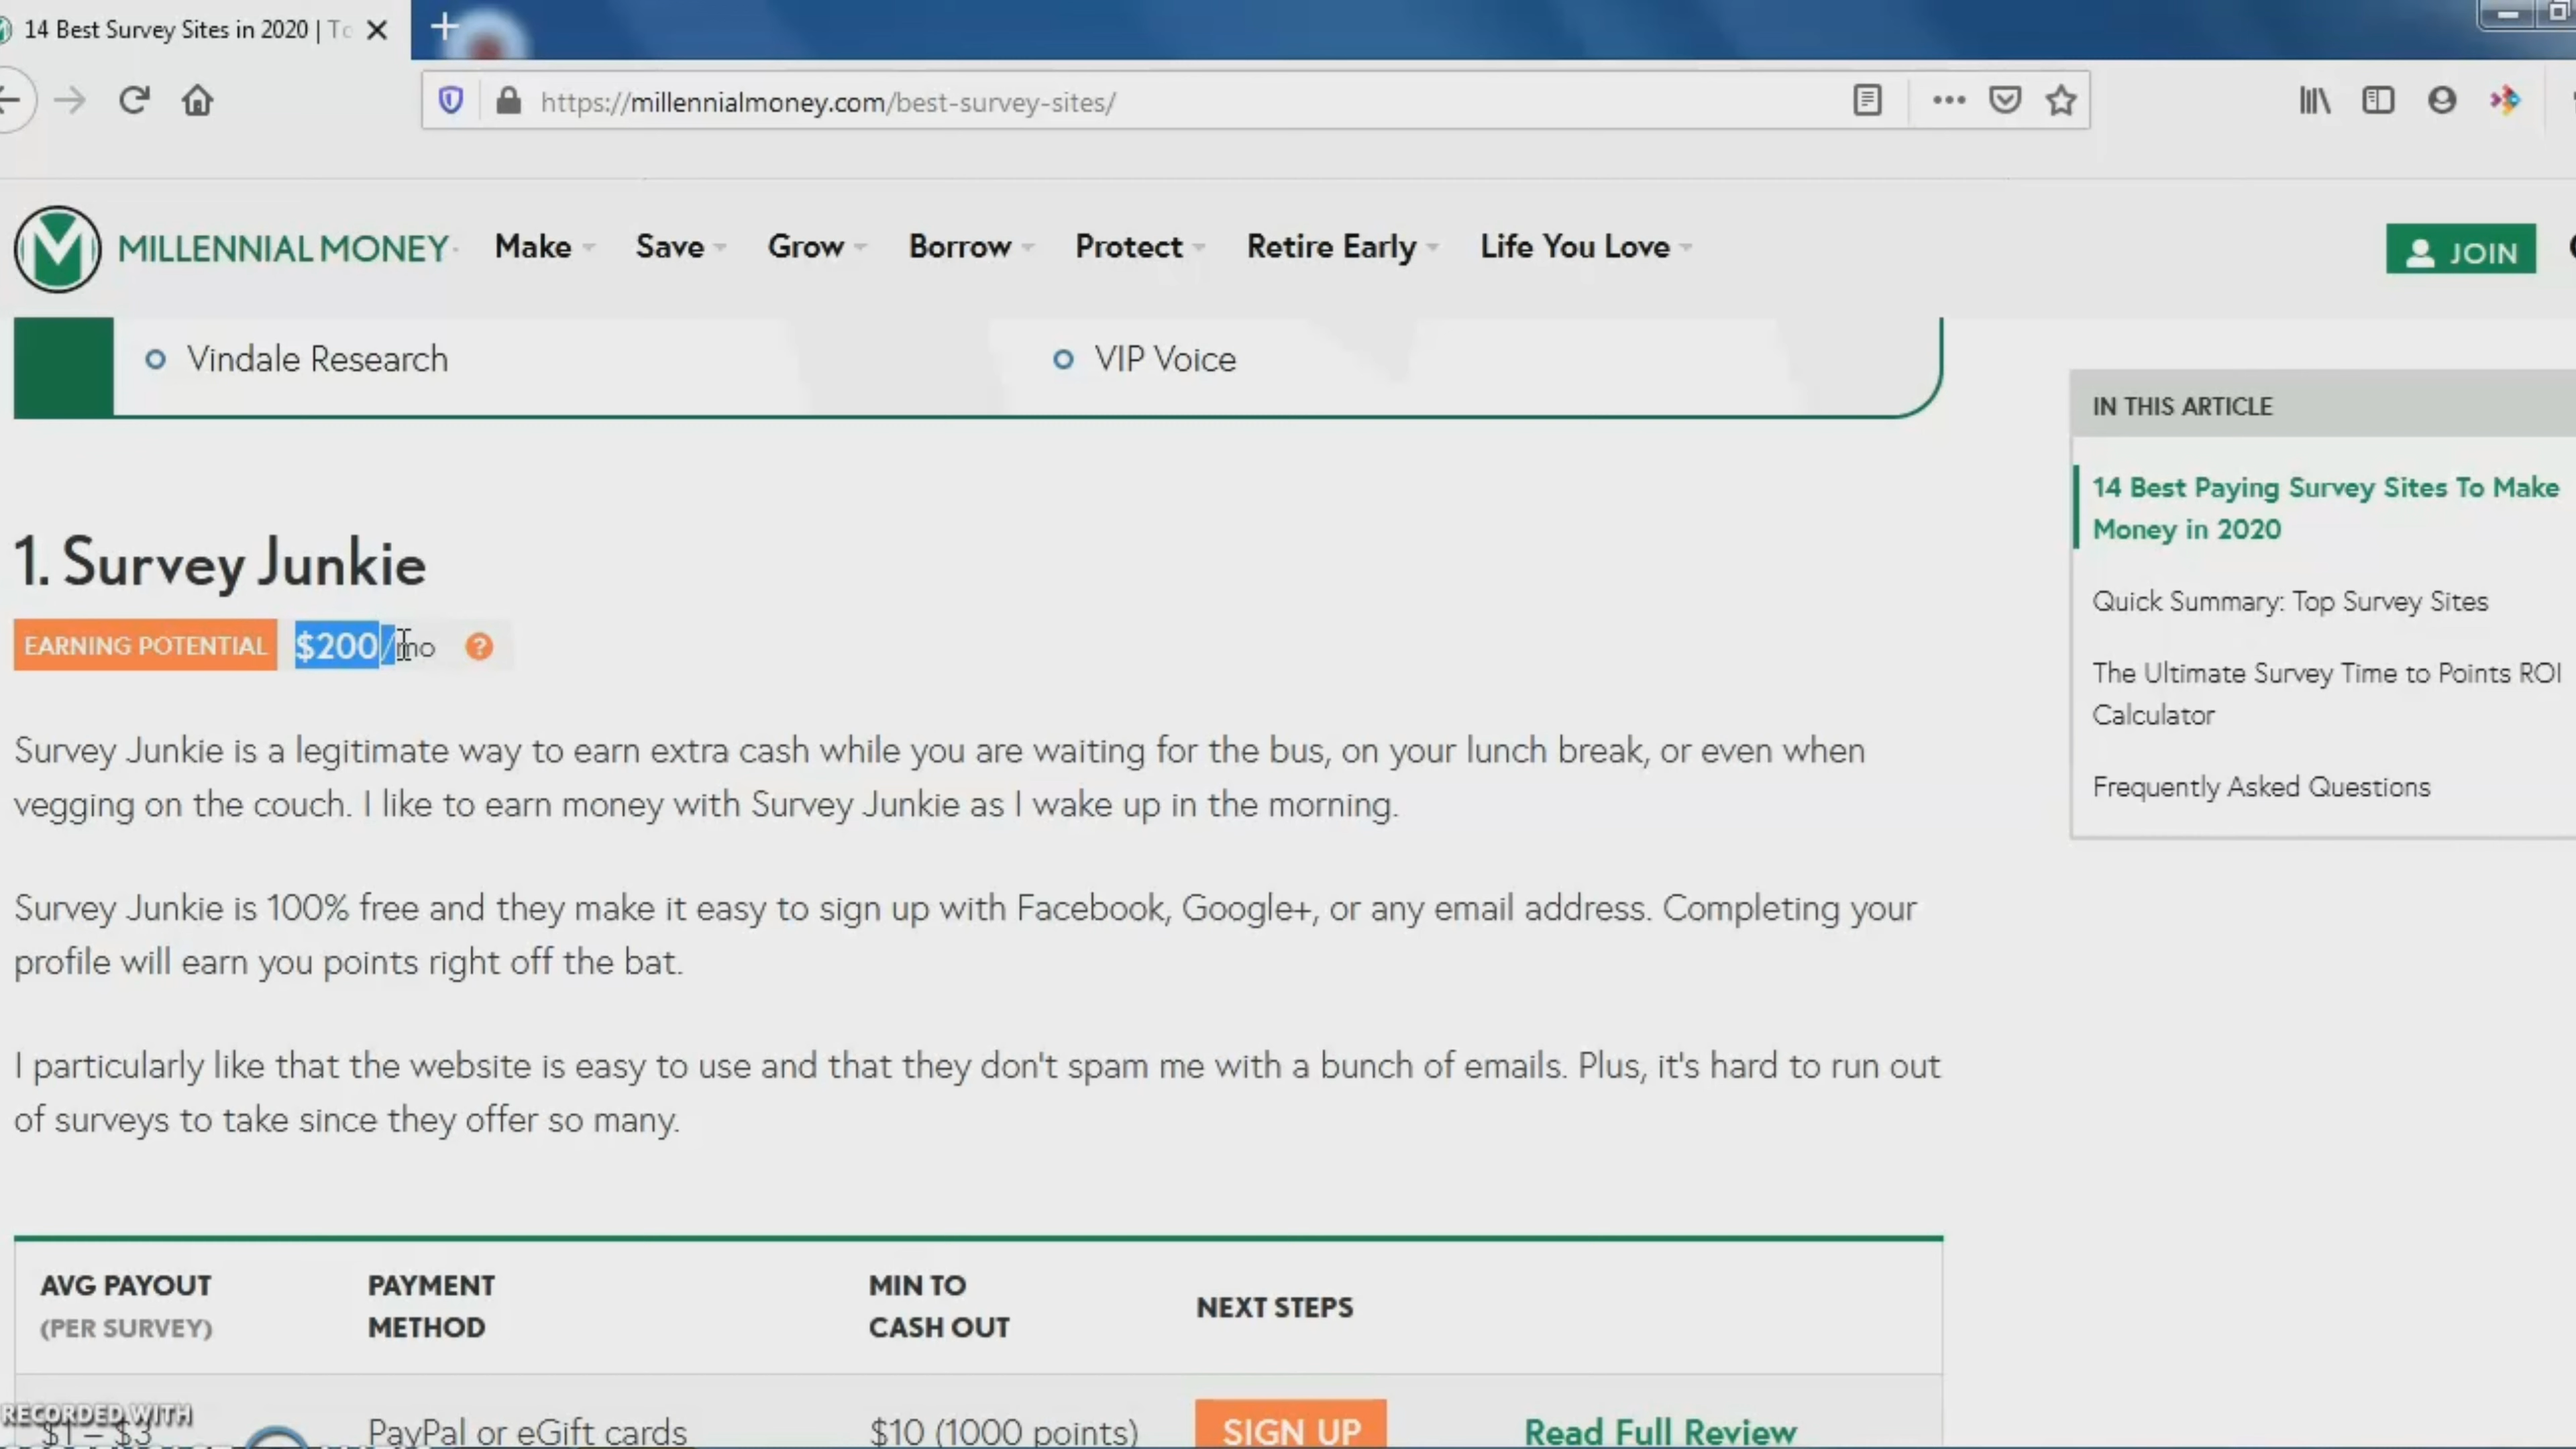 14 Best Survey Sites in 2020 | To
https://millennialmoney.com/best-survey-sites/
MILLENNIAL MONEY Make Save Grow Borrow Protect Retire Early Life You Love JOIN
Vindale Research VIP Voice
IN THIS ARTICLE
14 Best Paying Survey Sites To Make
Money in 2020
Quick Summary: Top Survey Sites
The Ultimate Survey Time to Points ROI
Calculator
Frequently Asked Questions
1. Survey Junkie
EARNING POTENTIAL $200/mo ?
Survey Junkie is a legitimate way to earn extra cash while you are waiting for the bus, on your lunch break, or even when
vegging on the couch. I like to earn money with Survey Junkie as I wake up in the morning.
Survey Junkie is 100% free and they make it easy to sign up with Facebook, Google+, or any email address. Completing your
profile will earn you points right off the bat.
I particularly like that the website is easy to use and that they don't spam me with a bunch of emails. Plus, it's hard to run out
of surveys to take since they offer so many.
AVG PAYOUT
(PER SURVEY)
PAYMENT
METHOD
MIN TO
CASH OUT
NEXT STEPS
RECORDED WITH
$1 – $3 PayPal or eGift cards $10 (1000 points) SIGN UP Read Full Review